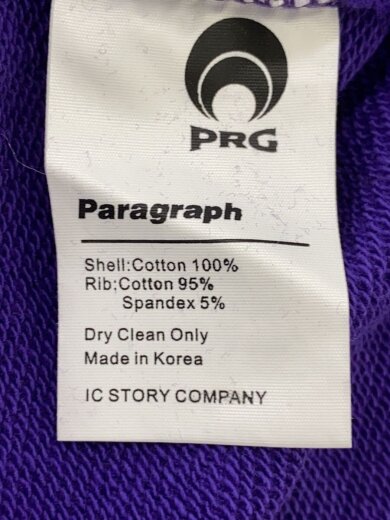 PRG
Paragraph
Shell:Cotton 100%
Rib;Cotton 95%
Spandex 5%
Dry Clean Only
Made in Korea
IC STORY COMPANY